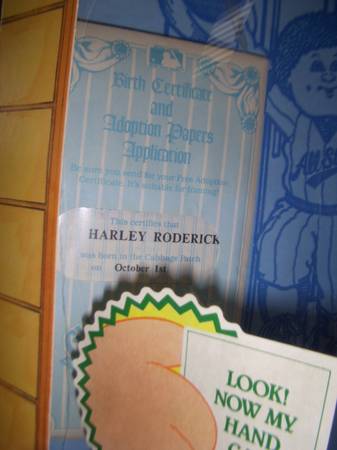 Birth Certificate
and
Adoption Papers
Application
Be sure you send for your Free Adoption
Certificate. It's suitable for framing!
This certifies that
HARLEY RODERICK
was born in the Cabbage Patch
on October 1st
LOOK!
NOW MY
HAND